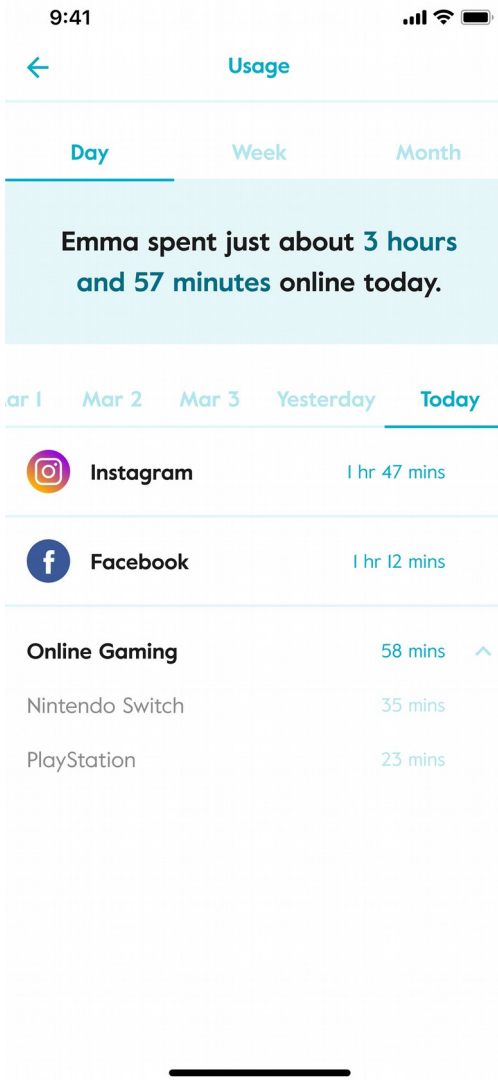 9:41
Usage
Day Week Month
Emma spent just about 3 hours
and 57 minutes online today.
ar 1 Mar 2 Mar 3 Yesterday Today
Instagram 1 hr 47 mins
Facebook 1 hr 12 mins
Online Gaming 58 mins
Nintendo Switch 35 mins
PlayStation 23 mins